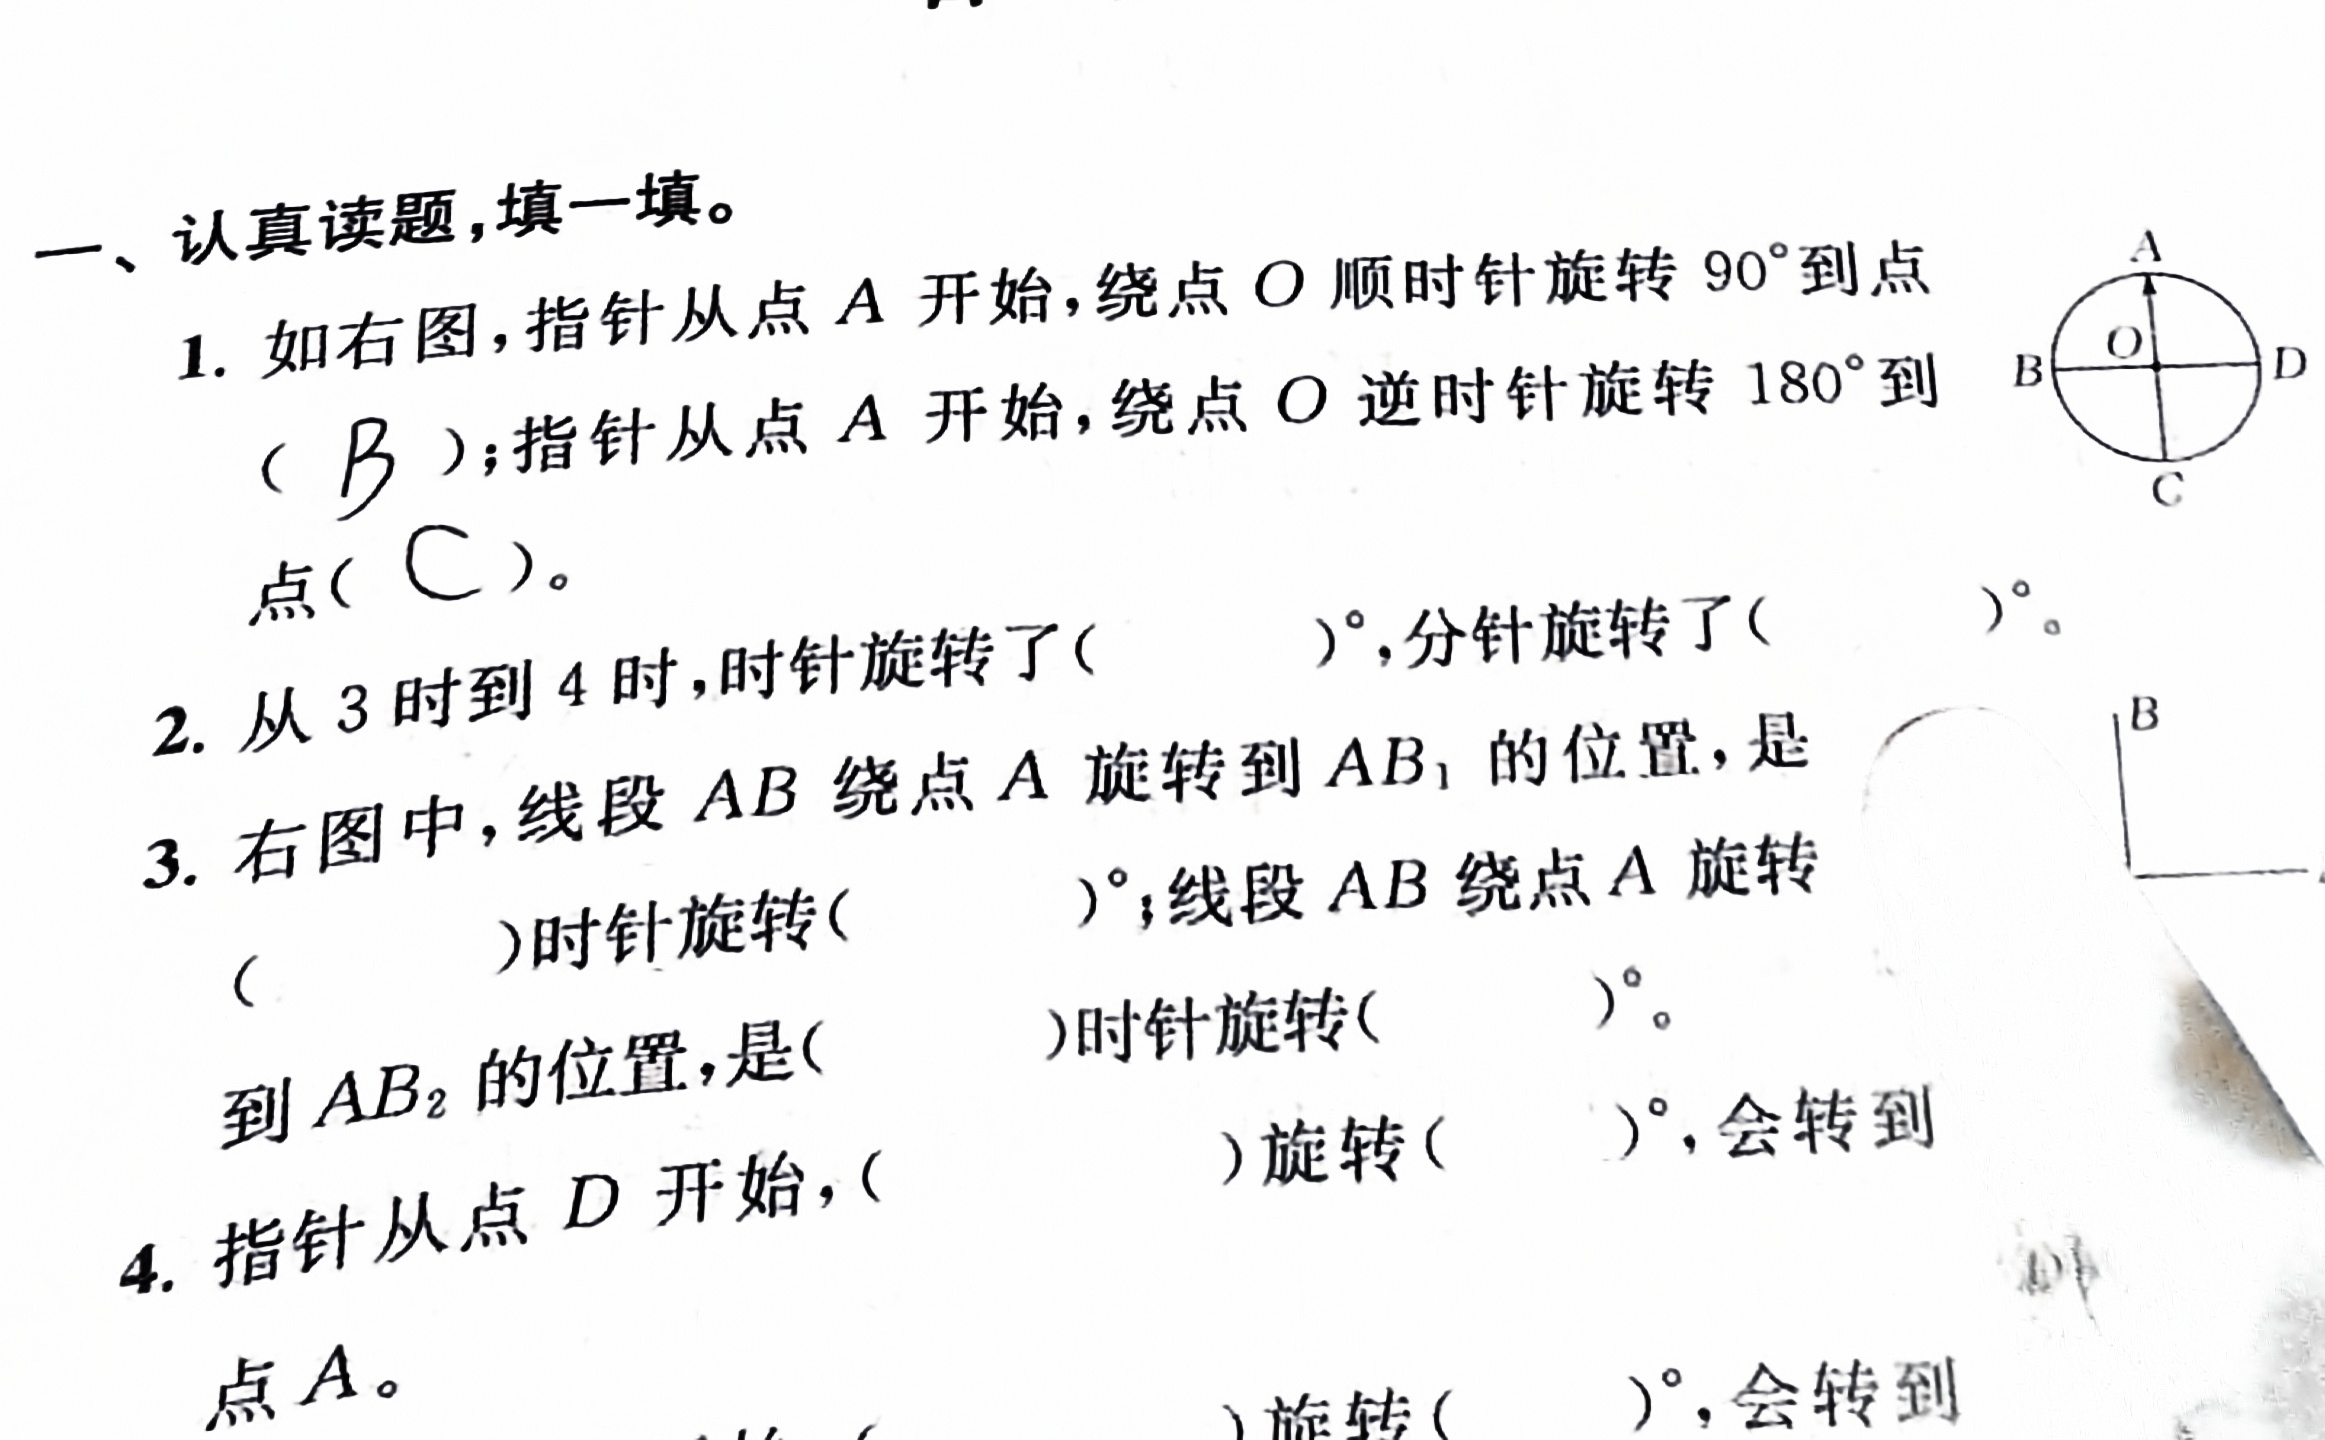 一、认真读题,填一填。
1. 如右图,指针从点 A 开始,绕点 O 顺时针旋转 90°到点
( B );指针从点 A 开始,绕点 O 逆时针旋转 180°到
点( C )。
A
O
B
D
C
2. 从 3 时到 4 时,时针旋转了( )°,分针旋转了( )°。
3. 右图中,线段 AB 绕点 A 旋转到 AB₁ 的位置,是
( )时针旋转( )°;线段 AB 绕点 A 旋转
到 AB₂ 的位置,是( )时针旋转( )°。
B
4. 指针从点 D 开始,( )旋转( )°,会转到
点 A。
( )旋转( )°,会转到